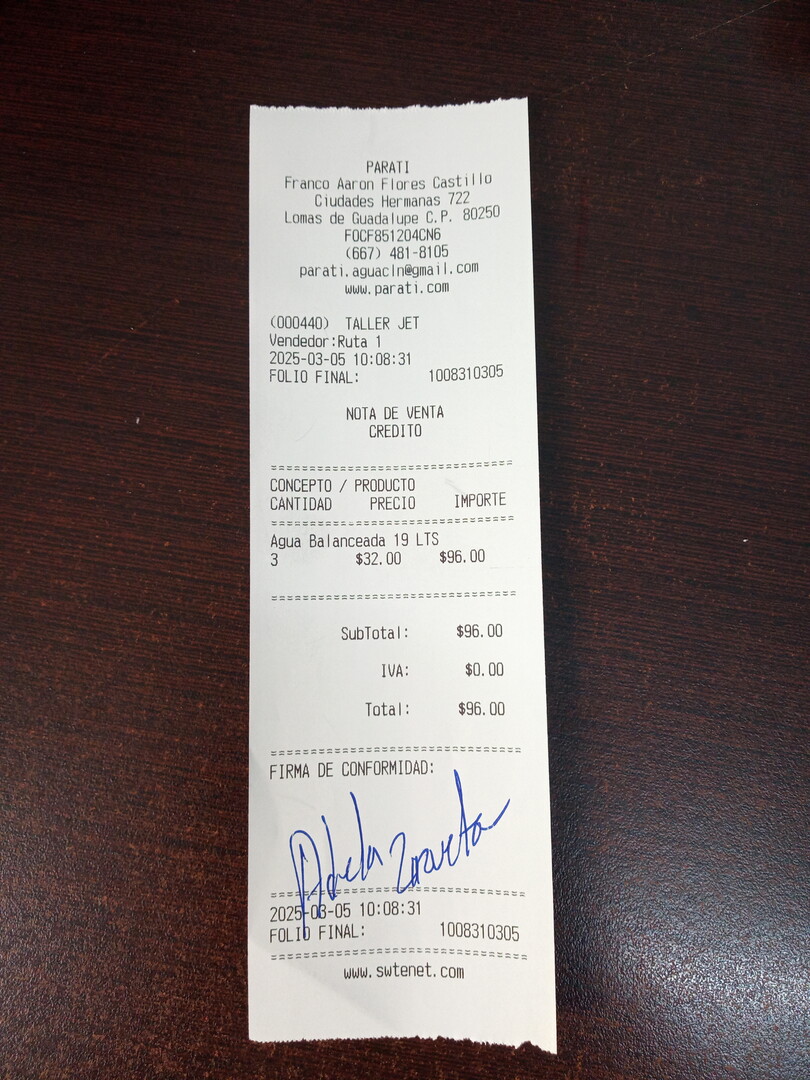 PARATI
Franco Aaron Flores Castillo
Ciudades Hermanas 722
Lomas de Guadalupe C.P. 80250
FOCF851204CN6
(667) 481-8105
parati.aguacln@gmail.com
www.parati.com
(000440) TALLER JET
Vendedor:Ruta 1
2025-03-05 10:08:31
FOLIO FINAL: 1008310305
NOTA DE VENTA
CREDITO
CONCEPTO / PRODUCTO
CANTIDAD PRECIO IMPORTE
Agua Balanceada 19 LTS
3 $32.00 $96.00
SubTotal: $96.00
IVA: $0.00
Total: $96.00
FIRMA DE CONFORMIDAD:
Adela
2025-03-05 10:08:31
FOLIO FINAL: 1008310305
www.swtenet.com